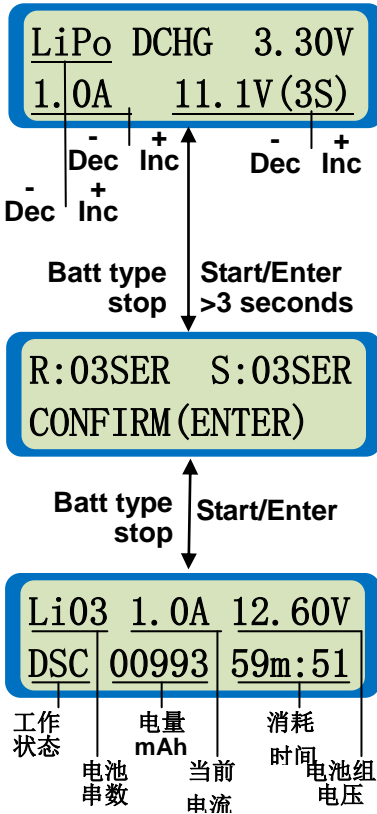 LiPo DCHG 3.30V
1.0A 11.1V(3S)
- + - +
Dec Inc Dec Inc
- +
Dec Inc
Batt type Start/Enter
stop >3 seconds
R:03SER S:03SER
CONFIRM(ENTER)
Batt type Start/Enter
stop
Li03 1.0A 12.60V
DSC 00993 59m:51
工作 电量 消耗
状态 mAh 时间
电池 当前 电池组
串数 电流 电压